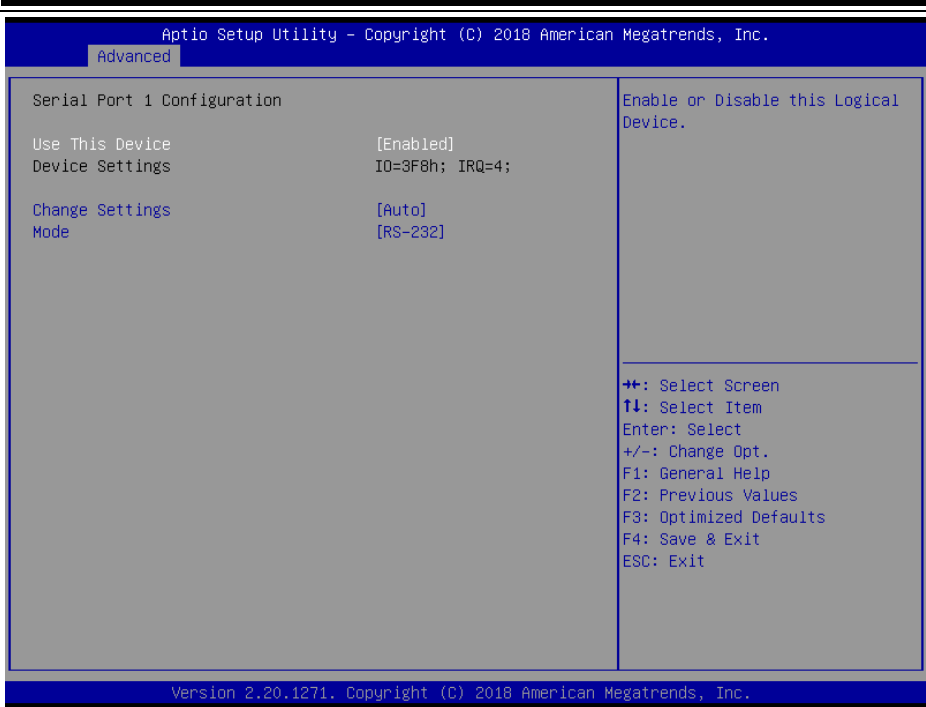 Aptio Setup Utility – Copyright (C) 2018 American Megatrends, Inc.
Advanced
Serial Port 1 Configuration
Use This Device [Enabled]
Device Settings IO=3F8h; IRQ=4;
Change Settings [Auto]
Mode [RS-232]
Enable or Disable this Logical
Device.
→←: Select Screen
↑↓: Select Item
Enter: Select
+/-: Change Opt.
F1: General Help
F2: Previous Values
F3: Optimized Defaults
F4: Save & Exit
ESC: Exit
Version 2.20.1271. Copyright (C) 2018 American Megatrends, Inc.